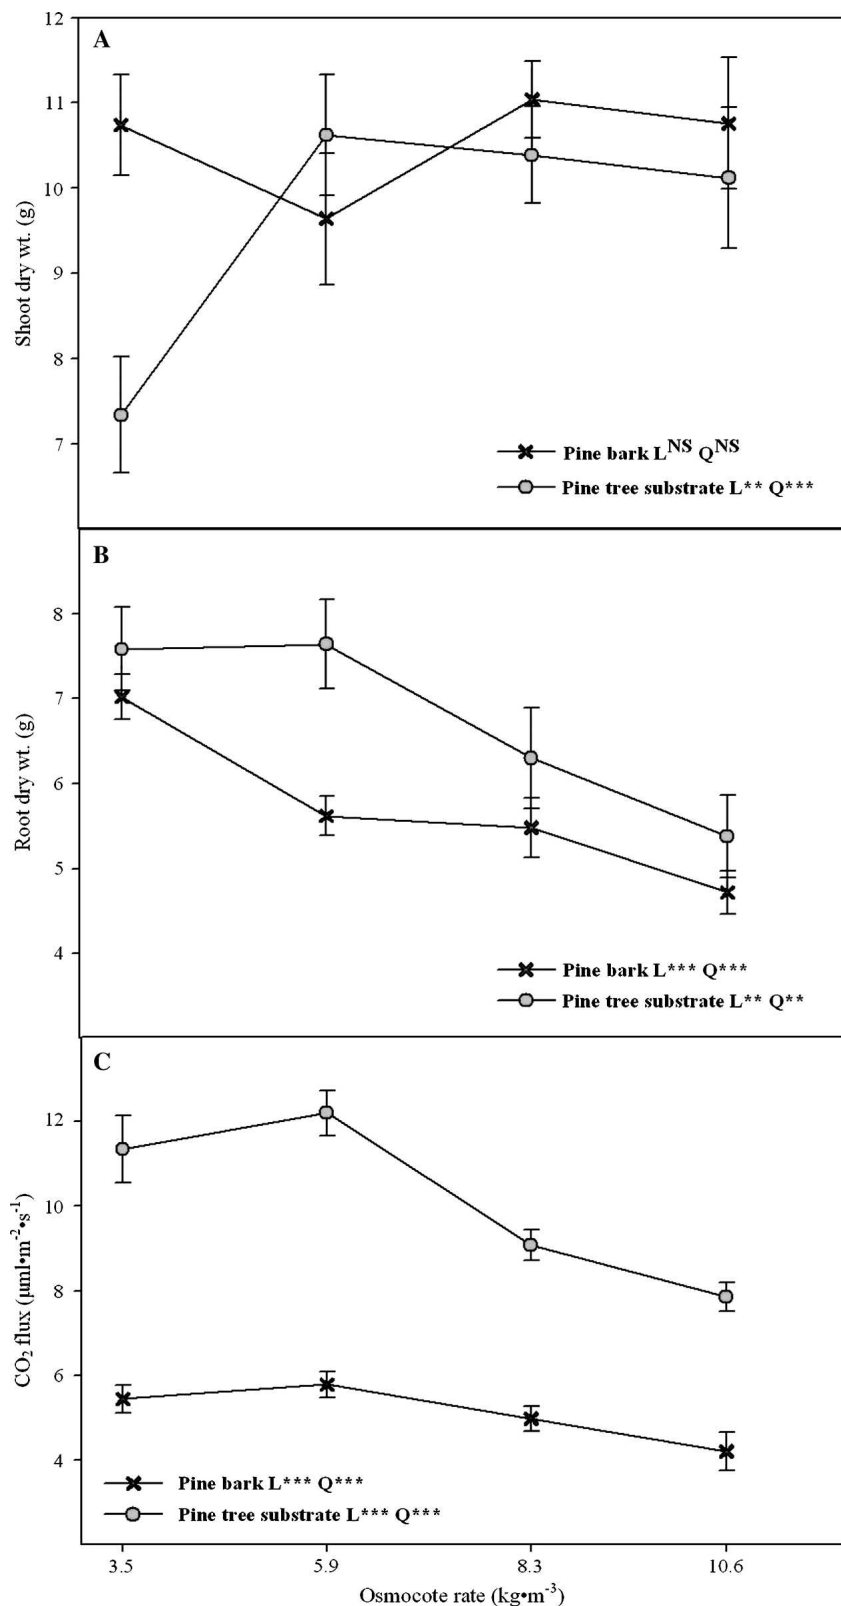 A
12
11
10
9
8
7
Shoot dry wt. (g)
Pine bark L^NS Q^NS
Pine tree substrate L** Q***
B
8
7
6
5
4
Root dry wt. (g)
Pine bark L*** Q***
Pine tree substrate L** Q**
C
12
10
8
6
4
CO₂ flux (µml•m⁻²•s⁻¹)
Pine bark L*** Q***
Pine tree substrate L*** Q***
3.5 5.9 8.3 10.6
Osmocote rate (kg•m⁻³)